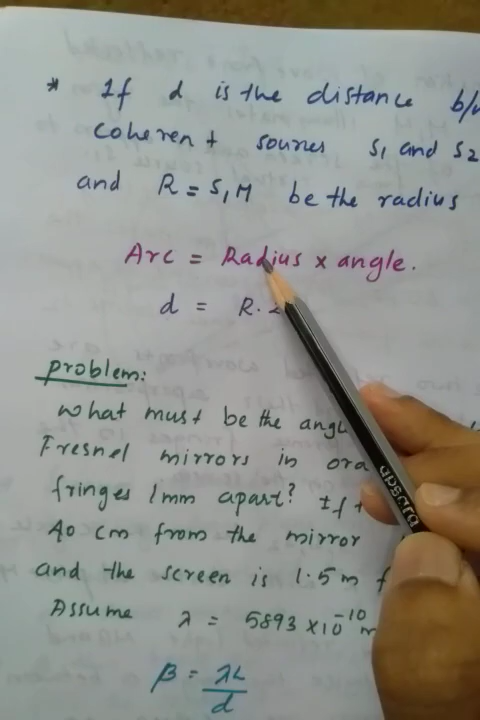 * If d is the distance b/w
coherent sources S1 and S2
and R = S1M be the radius
Arc = Radius x angle.
d = R.2
problem:
What must be the angl
Fresnel mirrors in ora
fringes 1mm apart? If t
40 cm from the mirror
and the screen is 1.5m f
Assume λ = 5893 x10⁻¹⁰ m
β = λL/d